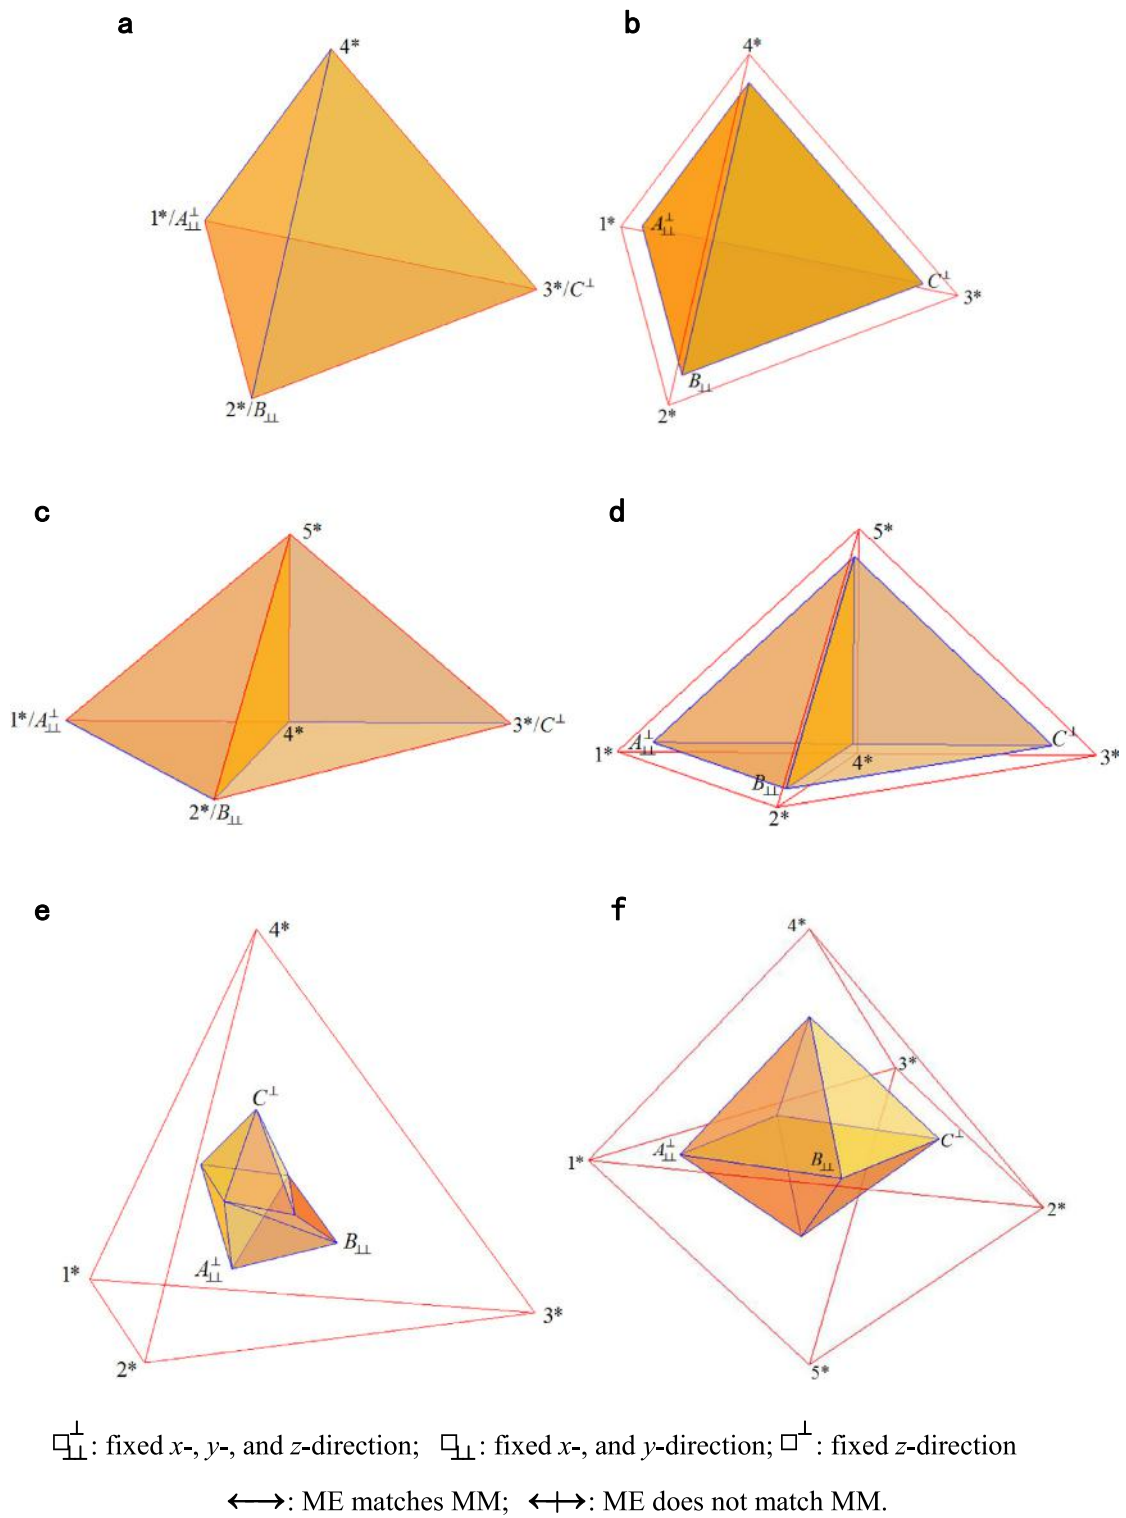 a
b
4*
4*
1*/A⊥⊥⊥
1*
A⊥⊥⊥
3*/C⊥
C⊥
3*
2*/B⊥⊥
B⊥⊥
2*
c
d
5*
5*
1*/A⊥⊥⊥
4*
3*/C⊥
2*/B⊥⊥
1*
A⊥⊥⊥
C⊥
3*
4*
B⊥⊥
2*
e
f
4*
4*
C⊥
3*
A⊥⊥⊥
B⊥⊥
1*
B⊥⊥
C⊥
A⊥⊥⊥
1*
2*
3*
2*
5*
□⊥⊥⊥: fixed x-, y-, and z-direction; □⊥⊥: fixed x-, and y-direction; □⊥: fixed z-direction
⟷: ME matches MM; ⟷|: ME does not match MM.